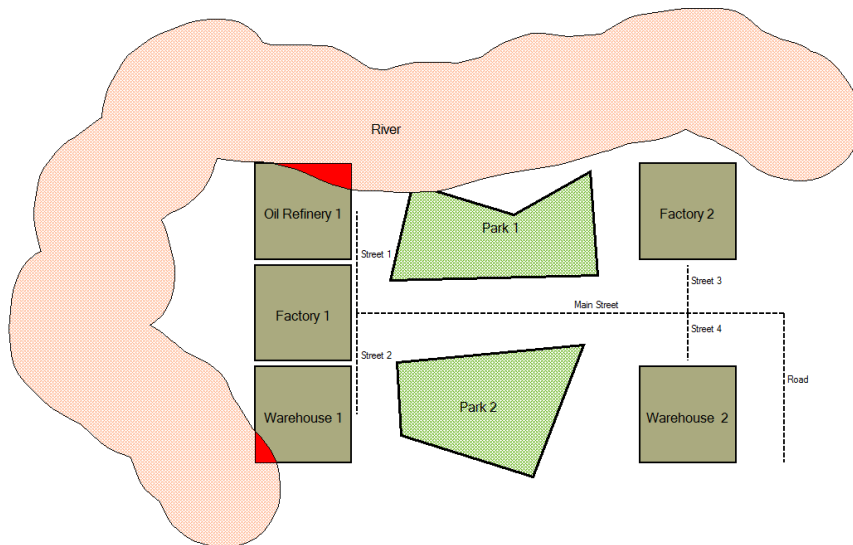 River
Oil Refinery 1
Factory 2
Park 1
Street 1
Street 3
Main Street
Factory 1
Street 4
Street 2
Road
Park 2
Warehouse 1
Warehouse 2